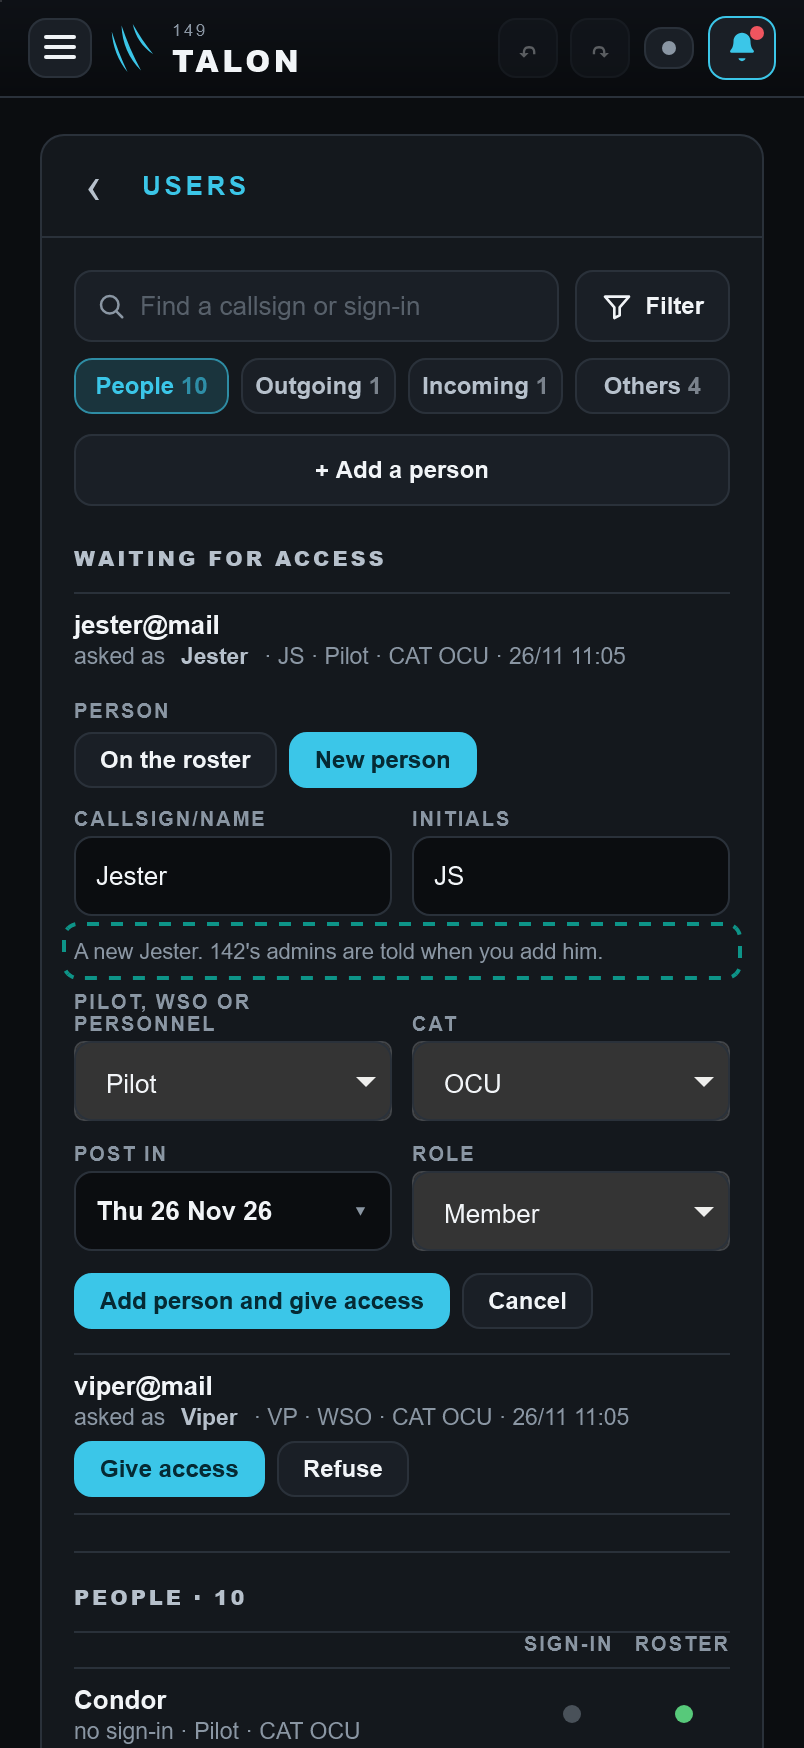 149
TALON
USERS
Find a callsign or sign-in
Filter
People 10
Outgoing 1
Incoming 1
Others 4
+ Add a person
WAITING FOR ACCESS
jester@mail
asked as Jester · JS · Pilot · CAT OCU · 26/11 11:05
PERSON
On the roster
New person
CALLSIGN/NAME
INITIALS
Jester
JS
A new Jester. 142's admins are told when you add him.
PILOT, WSO OR
PERSONNEL
CAT
Pilot
OCU
POST IN
ROLE
Thu 26 Nov 26
Member
Add person and give access
Cancel
viper@mail
asked as Viper · VP · WSO · CAT OCU · 26/11 11:05
Give access
Refuse
PEOPLE · 10
SIGN-IN ROSTER
Condor
no sign-in · Pilot · CAT OCU